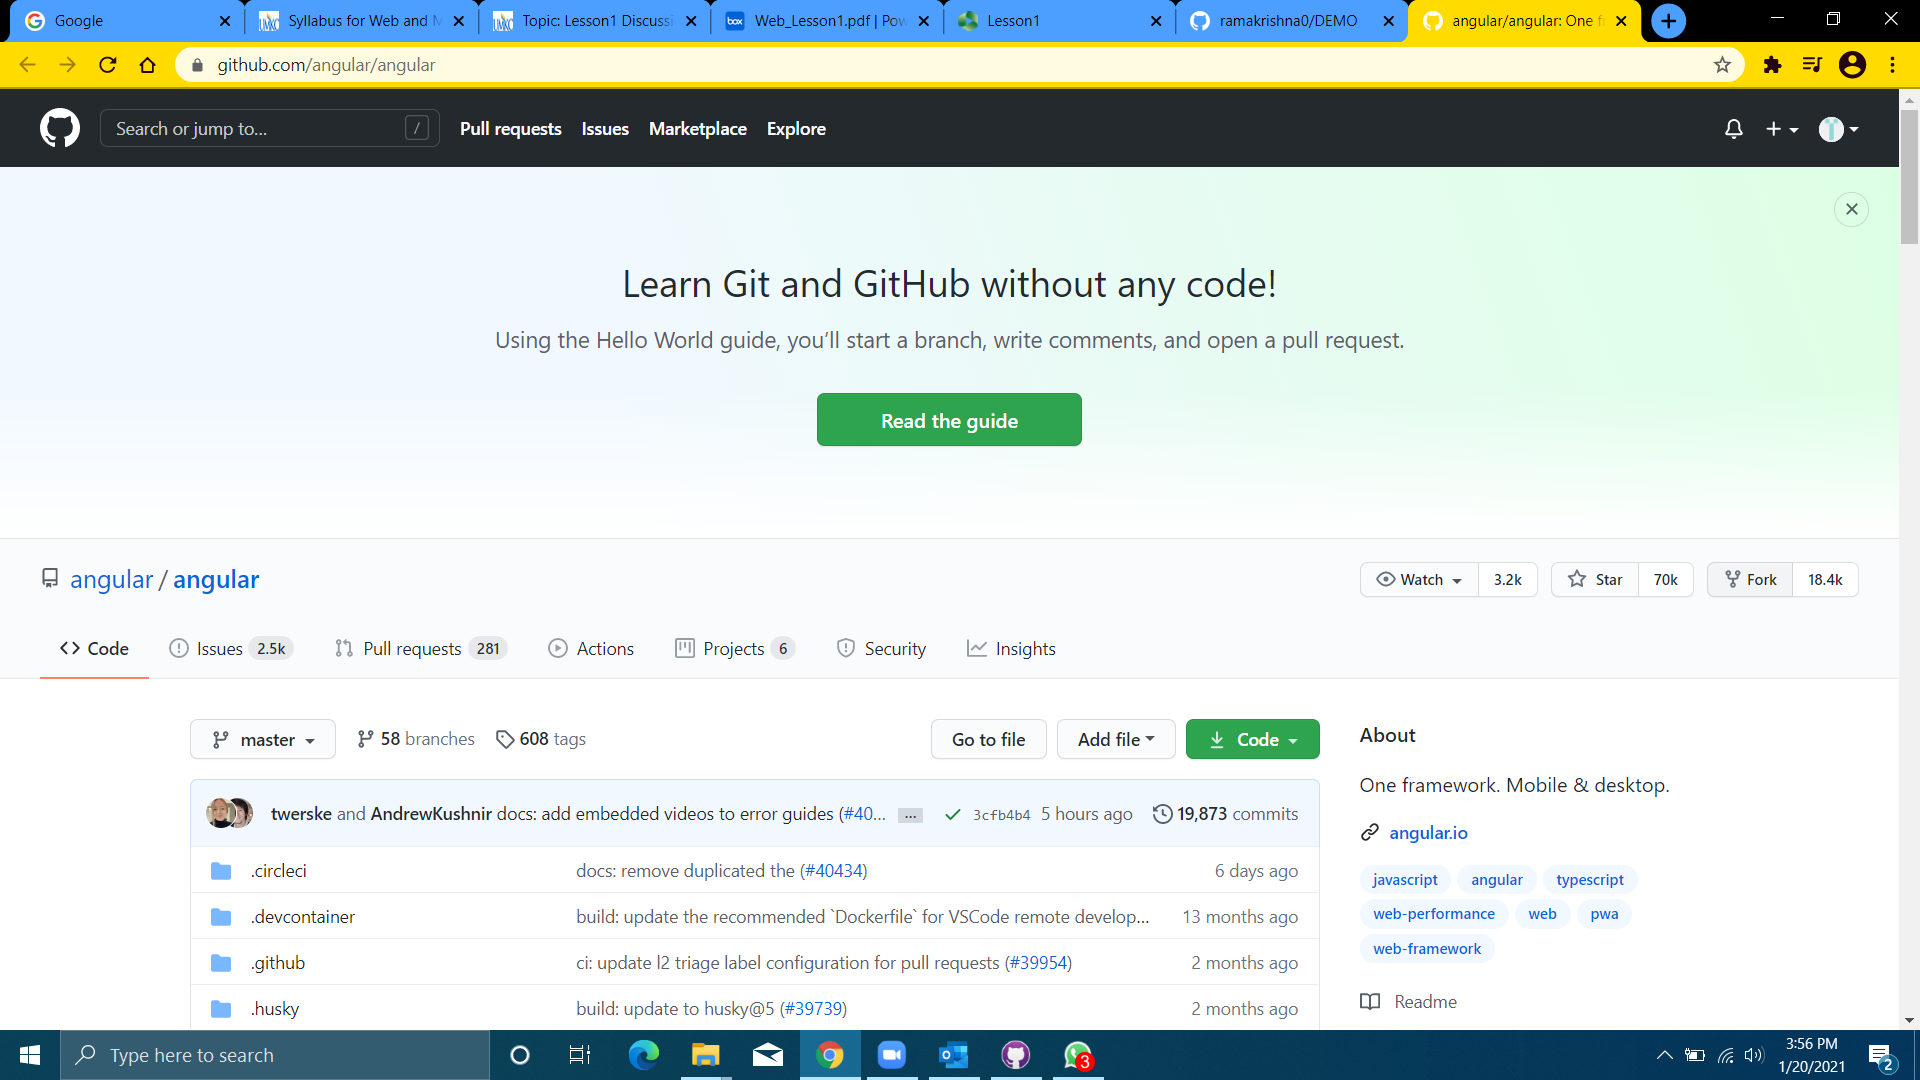 Google
Syllabus for Web and M
Topic: Lesson1 Discussi
box Web_Lesson1.pdf | Pow
Lesson1
ramakrishna0/DEMO
angular/angular: One f
github.com/angular/angular
Search or jump to... /
Pull requests Issues Marketplace Explore
Learn Git and GitHub without any code!
Using the Hello World guide, you’ll start a branch, write comments, and open a pull request.
Read the guide
angular / angular
Watch 3.2k Star 70k Fork 18.4k
Code Issues 2.5k Pull requests 281 Actions Projects 6 Security Insights
master 58 branches 608 tags Go to file Add file Code
twerske and AndrewKushnir docs: add embedded videos to error guides (#40... ... 3cfb4b4 5 hours ago 19,873 commits
.circleci docs: remove duplicated the (#40434) 6 days ago
.devcontainer build: update the recommended `Dockerfile` for VSCode remote develop... 13 months ago
.github ci: update l2 triage label configuration for pull requests (#39954) 2 months ago
.husky build: update to husky@5 (#39739) 2 months ago
About
One framework. Mobile & desktop.
angular.io
javascript angular typescript
web-performance web pwa
web-framework
Readme
Type here to search
3
3:56 PM
1/20/2021
2